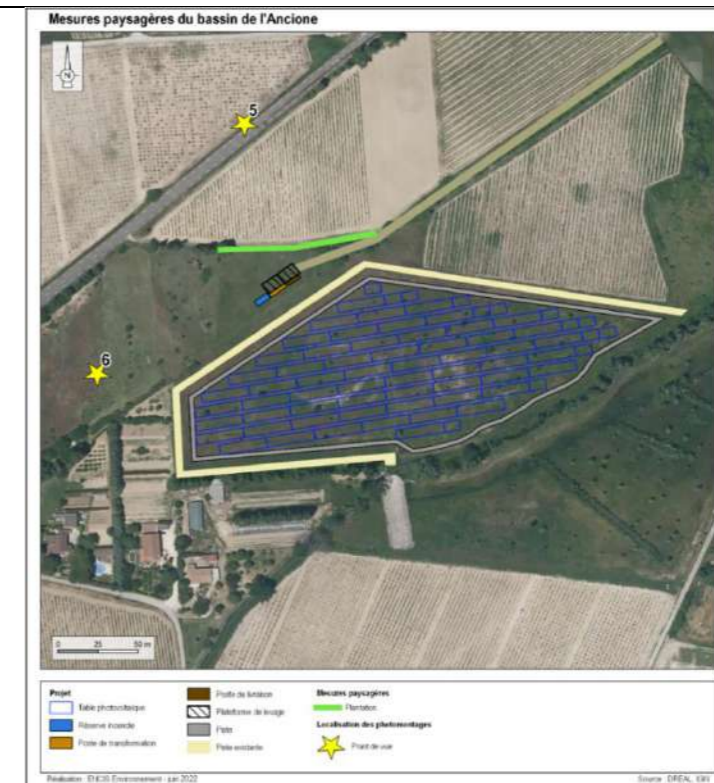 Mesures paysagères du bassin de l'Ancione
N
5
6
0 25 50 m
Projet
Table photovoltaïque
Réserve incendie
Poste de transformation
Poste de livraison
Plateforme de levage
Piste
Piste existante
Mesures paysagères
Plantation
Localisation des photomontages
Point de vue
Réalisation : ENCIS Environnement - juin 2022
Source : DREAL, IGN